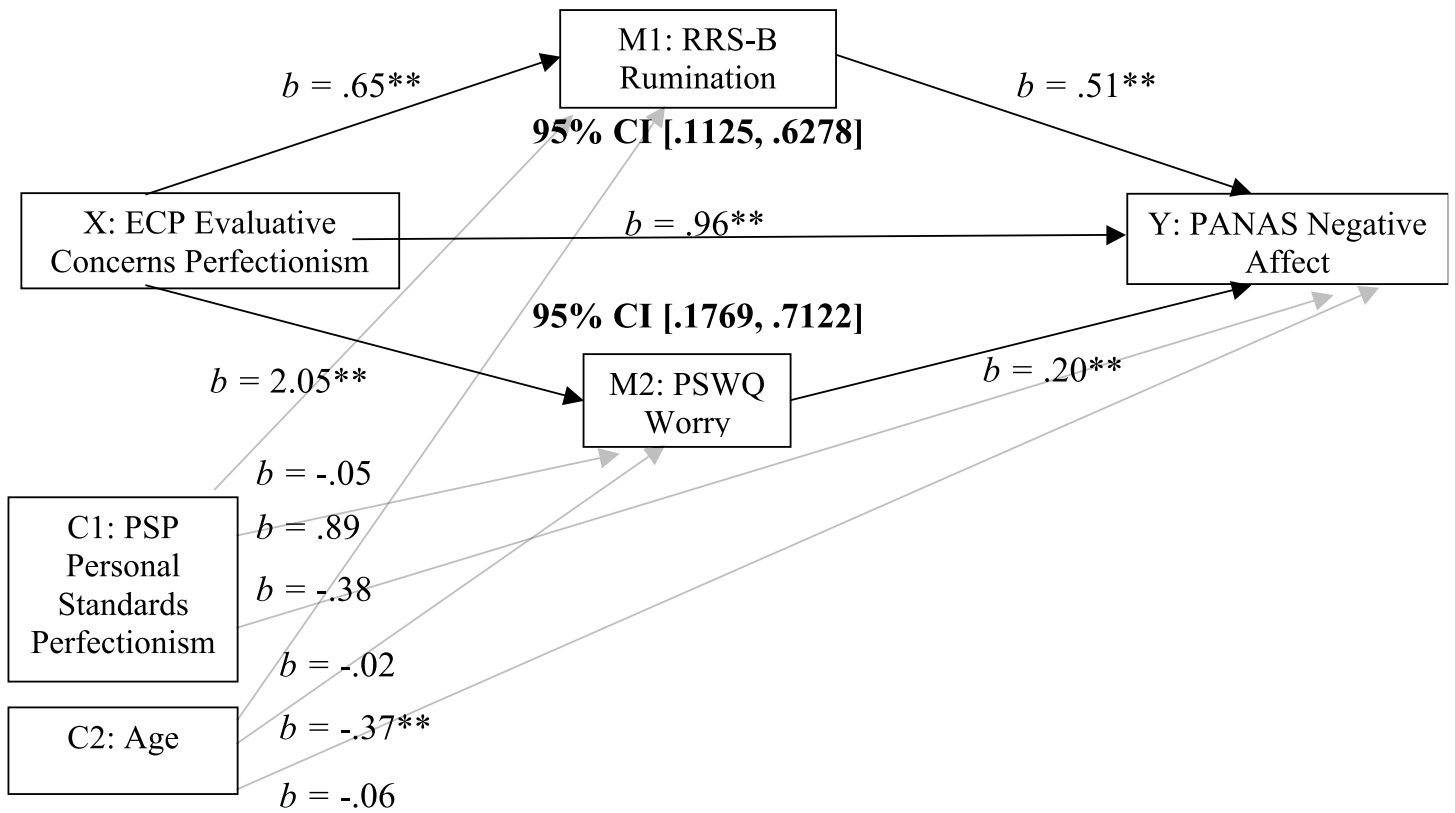 M1: RRS-B
Rumination
b = .65**
b = .51**
95% CI [.1125, .6278]
X: ECP Evaluative
Concerns Perfectionism
b = .96**
Y: PANAS Negative
Affect
95% CI [.1769, .7122]
b = 2.05**
M2: PSWQ
Worry
b = .20**
b = -.05
C1: PSP
Personal
Standards
Perfectionism
b = .89
b = -.38
b = -.02
C2: Age
b = -.37**
b = -.06